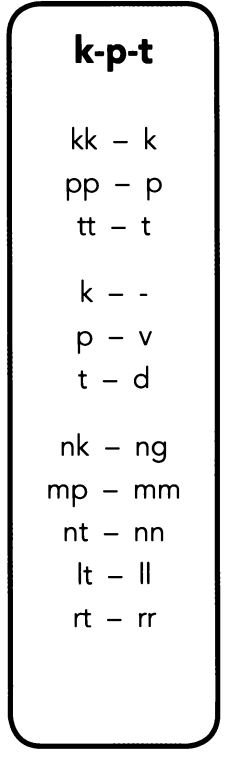 k-p-t
kk – k
pp – p
tt – t
k – -
p – v
t – d
nk – ng
mp – mm
nt – nn
lt – ll
rt – rr